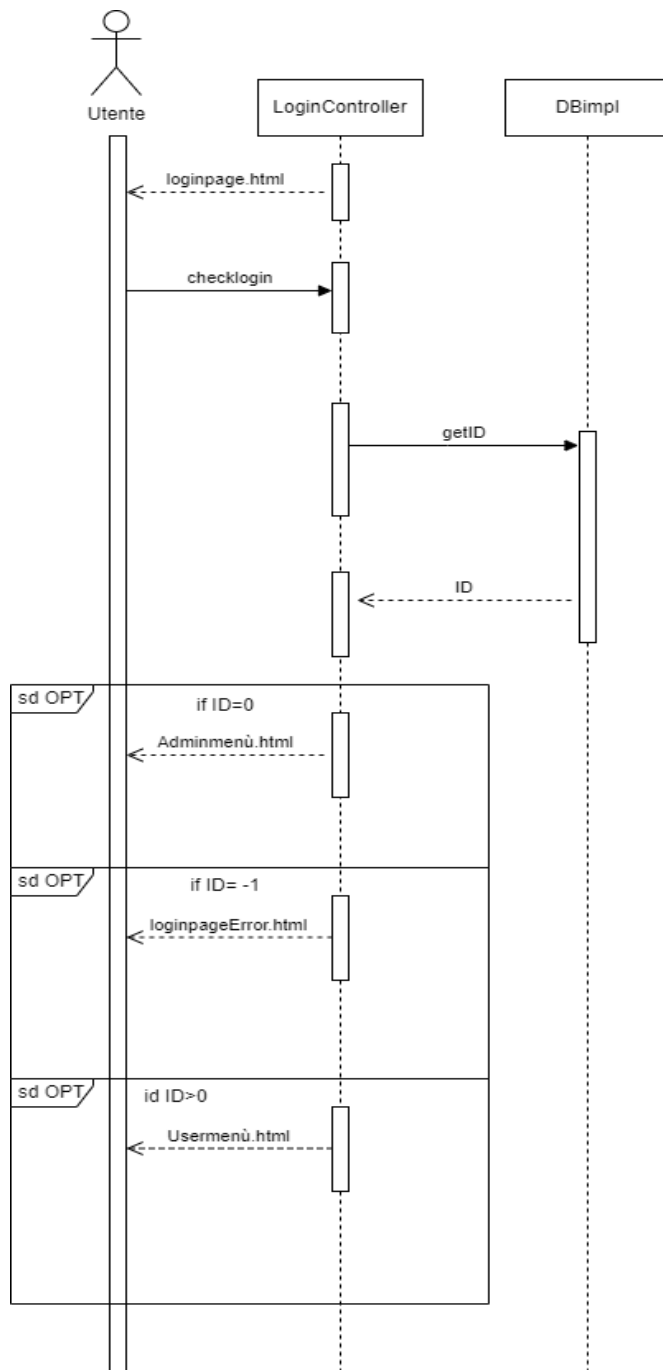 Utente
LoginController
DBimpl
loginpage.html
checklogin
getID
ID
sd OPT
if ID=0
Adminmenù.html
sd OPT
if ID= -1
loginpageError.html
sd OPT
id ID>0
Usermenù.html